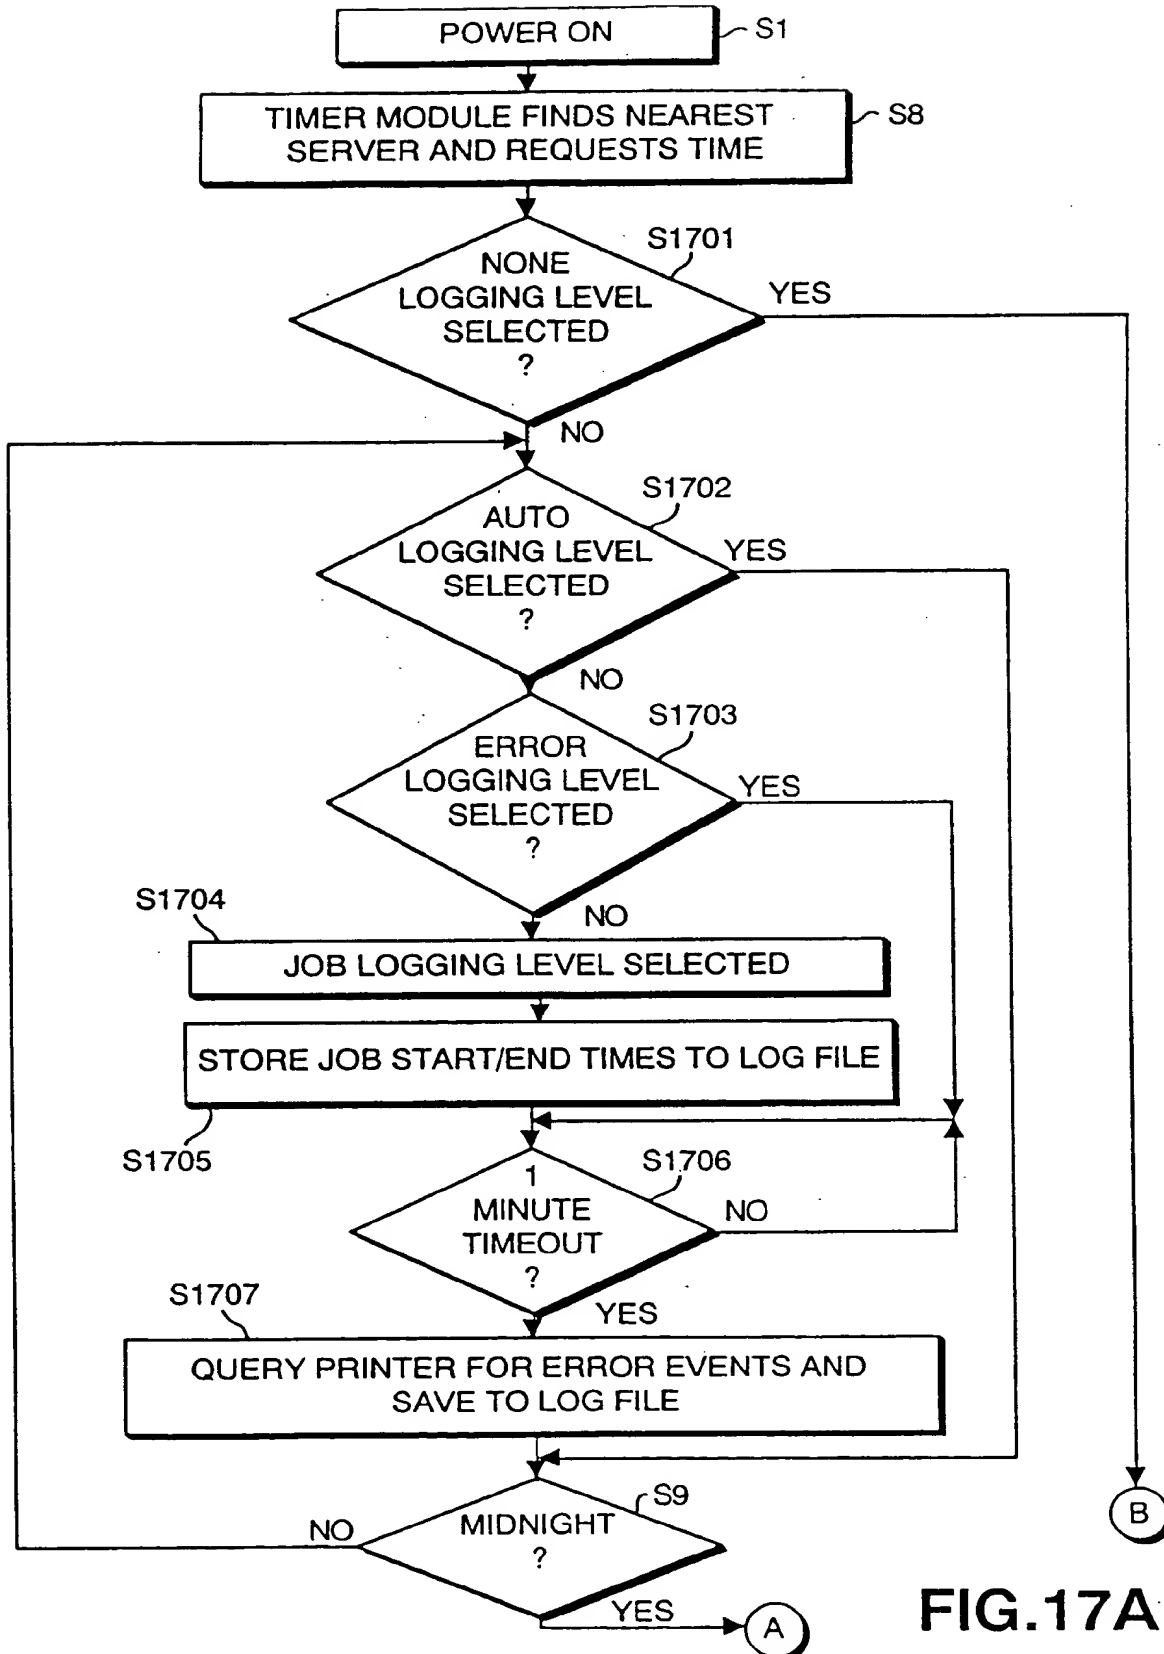 POWER ON
S1
TIMER MODULE FINDS NEAREST
SERVER AND REQUESTS TIME
S8
S1701
NONE
LOGGING LEVEL
SELECTED
?
YES
NO
S1702
AUTO
LOGGING LEVEL
SELECTED
?
YES
NO
S1703
ERROR
LOGGING LEVEL
SELECTED
?
YES
NO
S1704
JOB LOGGING LEVEL SELECTED
STORE JOB START/END TIMES TO LOG FILE
S1705
S1706
1
MINUTE
TIMEOUT
?
NO
YES
S1707
QUERY PRINTER FOR ERROR EVENTS AND
SAVE TO LOG FILE
S9
MIDNIGHT
?
NO
YES
A
B
FIG.17A